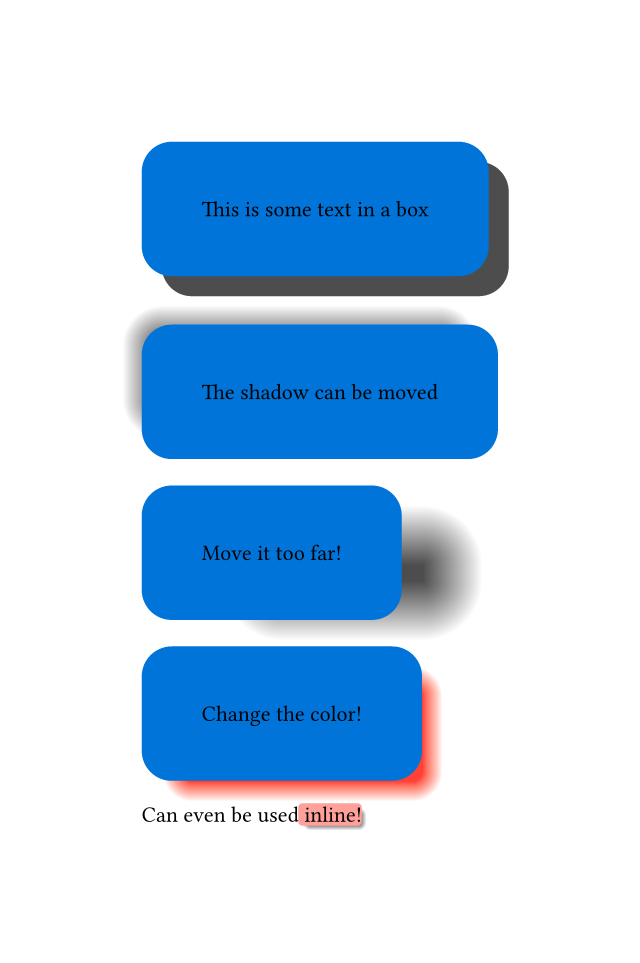 This is some text in a box
The shadow can be moved
Move it too far!
Change the color!
Can even be used inline!